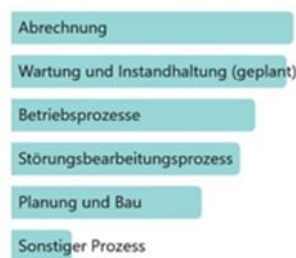 Abrechnung
Wartung und Instandhaltung (geplant)
Betriebsprozesse
Störungsbearbeitungsprozess
Planung und Bau
Sonstiger Prozess